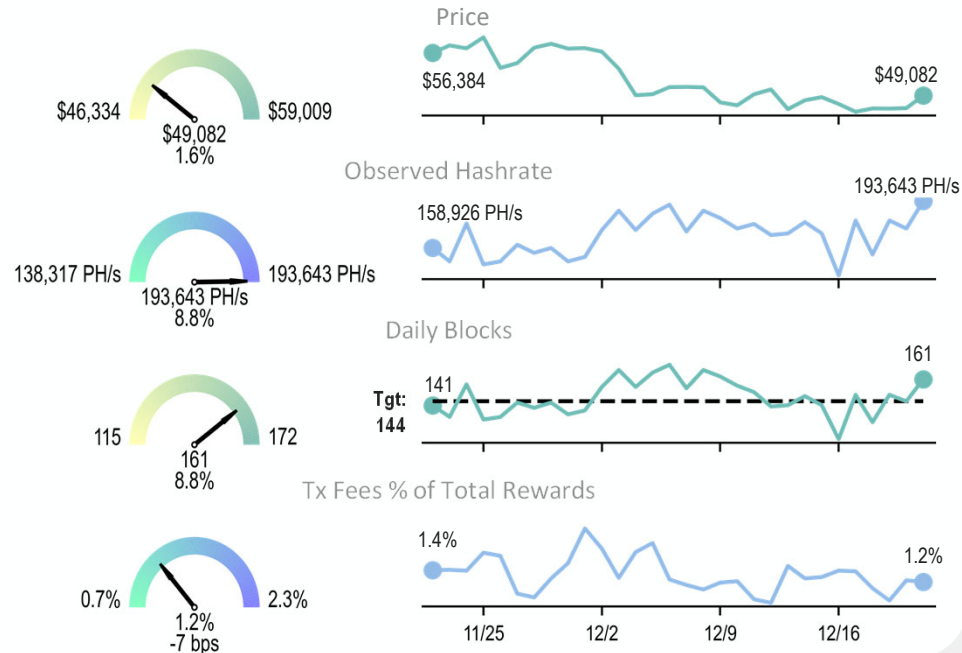 Price
$56,384
$49,082
$46,334
$59,009
$49,082
1.6%
Observed Hashrate
158,926 PH/s
193,643 PH/s
138,317 PH/s
193,643 PH/s
193,643 PH/s
8.8%
Daily Blocks
141
161
Tgt:
144
115
172
161
8.8%
Tx Fees % of Total Rewards
1.4%
1.2%
0.7%
2.3%
1.2%
-7 bps
11/25
12/2
12/9
12/16